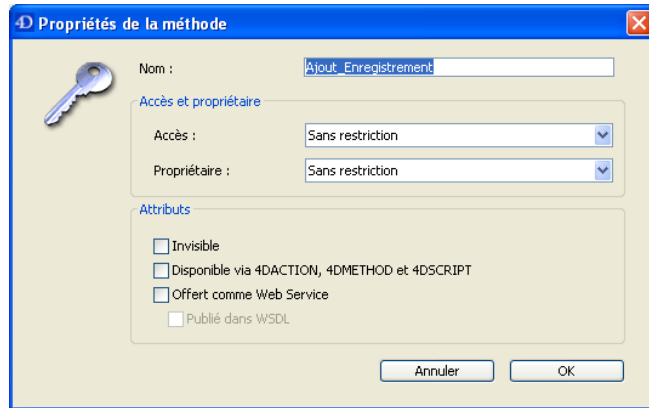 4D Propriétés de la méthode
Nom : Ajout_Enregistrement
Accès et propriétaire
Accès : Sans restriction
Propriétaire : Sans restriction
Attributs
Invisible
Disponible via 4DACTION, 4DMETHOD et 4DSCRIPT
Offert comme Web Service
Publié dans WSDL
Annuler OK